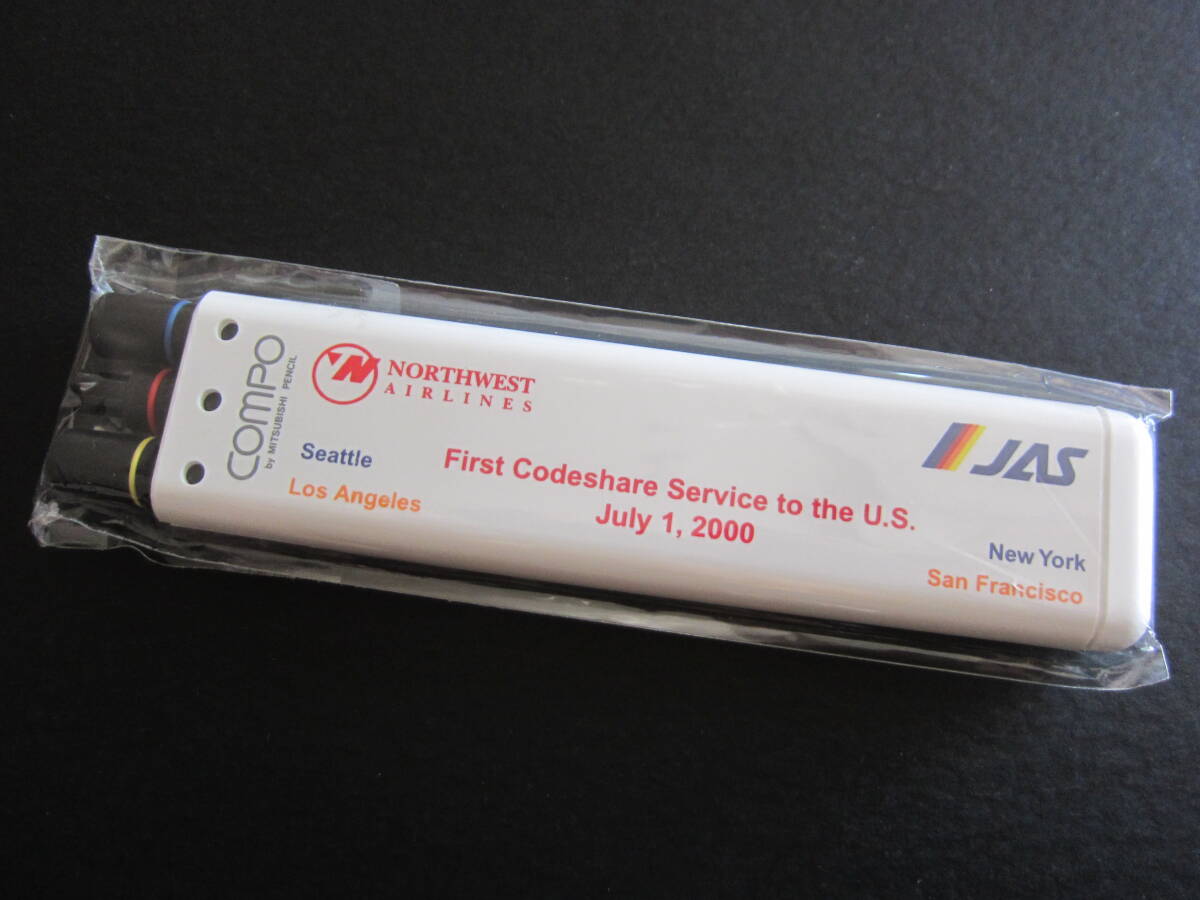 COMPO
by MITSUBISHI PENCIL
NORTHWEST
AIRLINES
JAS
Seattle
Los Angeles
First Codeshare Service to the U.S.
July 1, 2000
New York
San Francisco